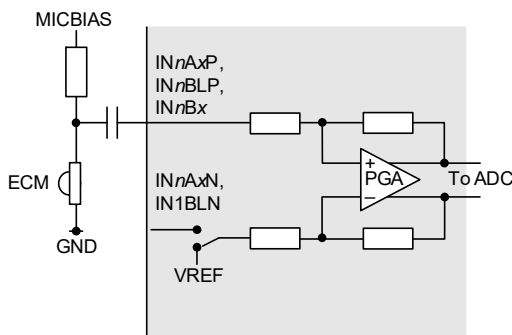 MICBIAS
INnAxP,
INnBLP,
INnBx
+
PGA
−
To ADC
ECM
INnAxN,
IN1BLN
GND
VREF